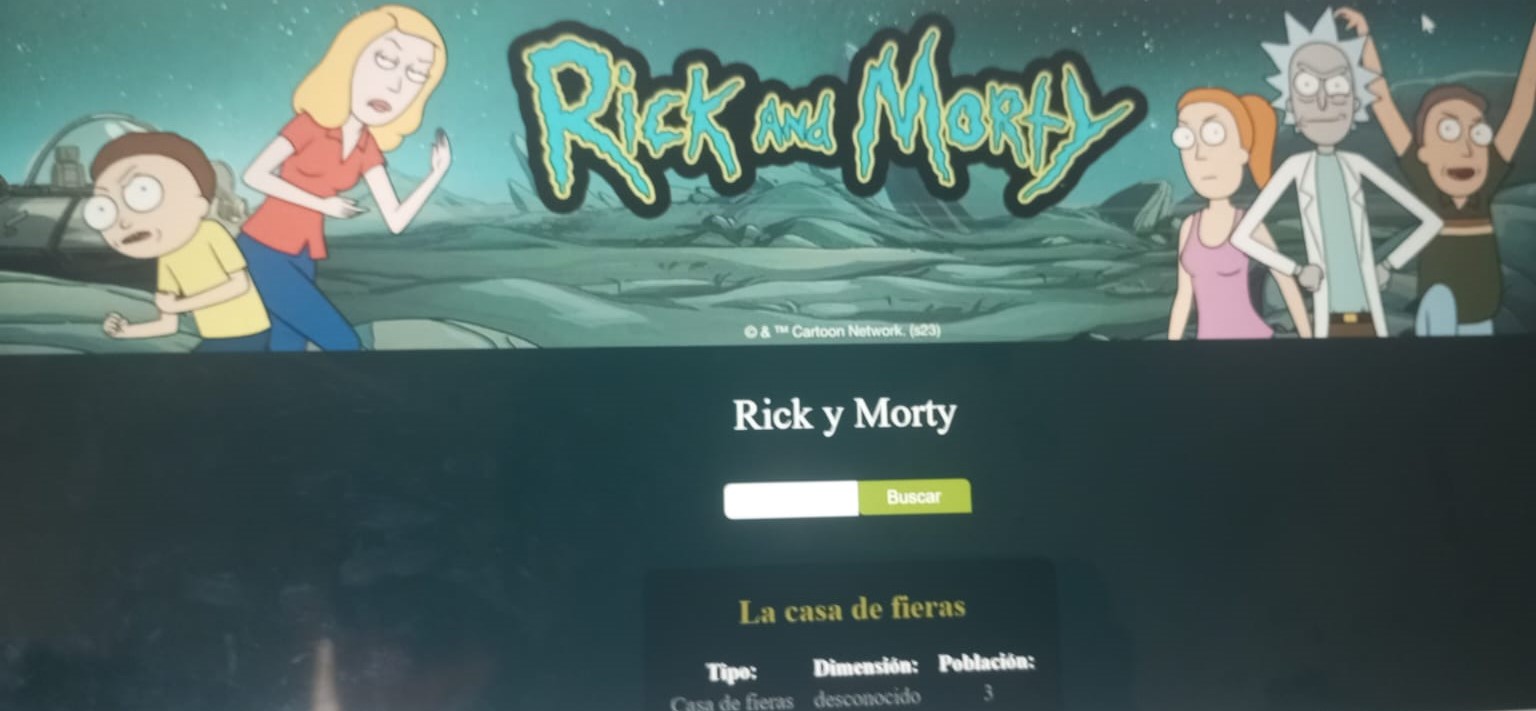 Rick and Morty
© & ™ Cartoon Network. (s23)
Rick y Morty
Buscar
La casa de fieras
Tipo: Dimensión: Población:
Casa de fieras desconocido 3